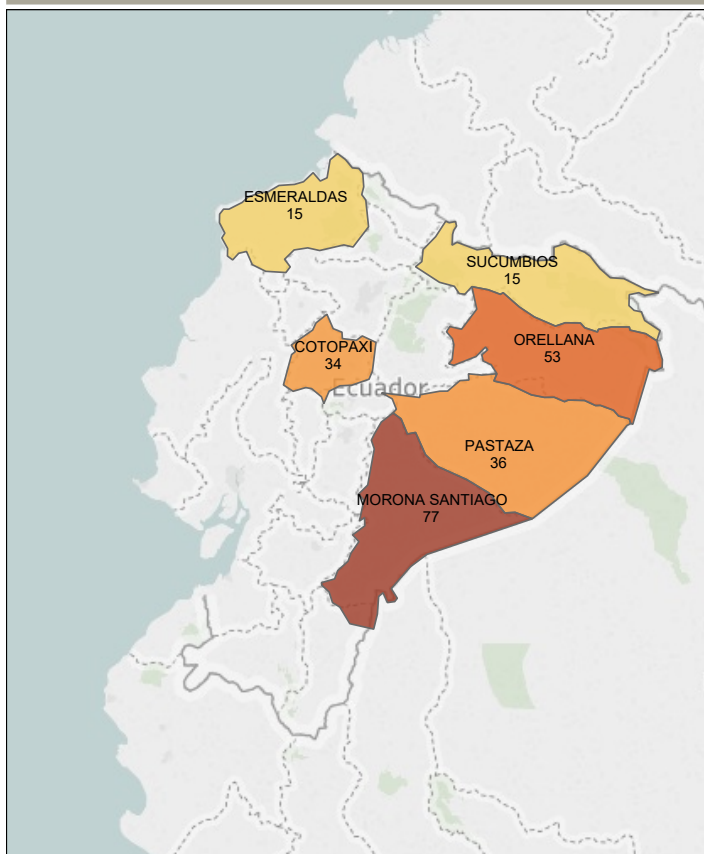 ESMERALDAS
15
SUCUMBIOS
15
ORELLANA
53
COTOPAXI
34
Ecuador
PASTAZA
36
MORONA SANTIAGO
77